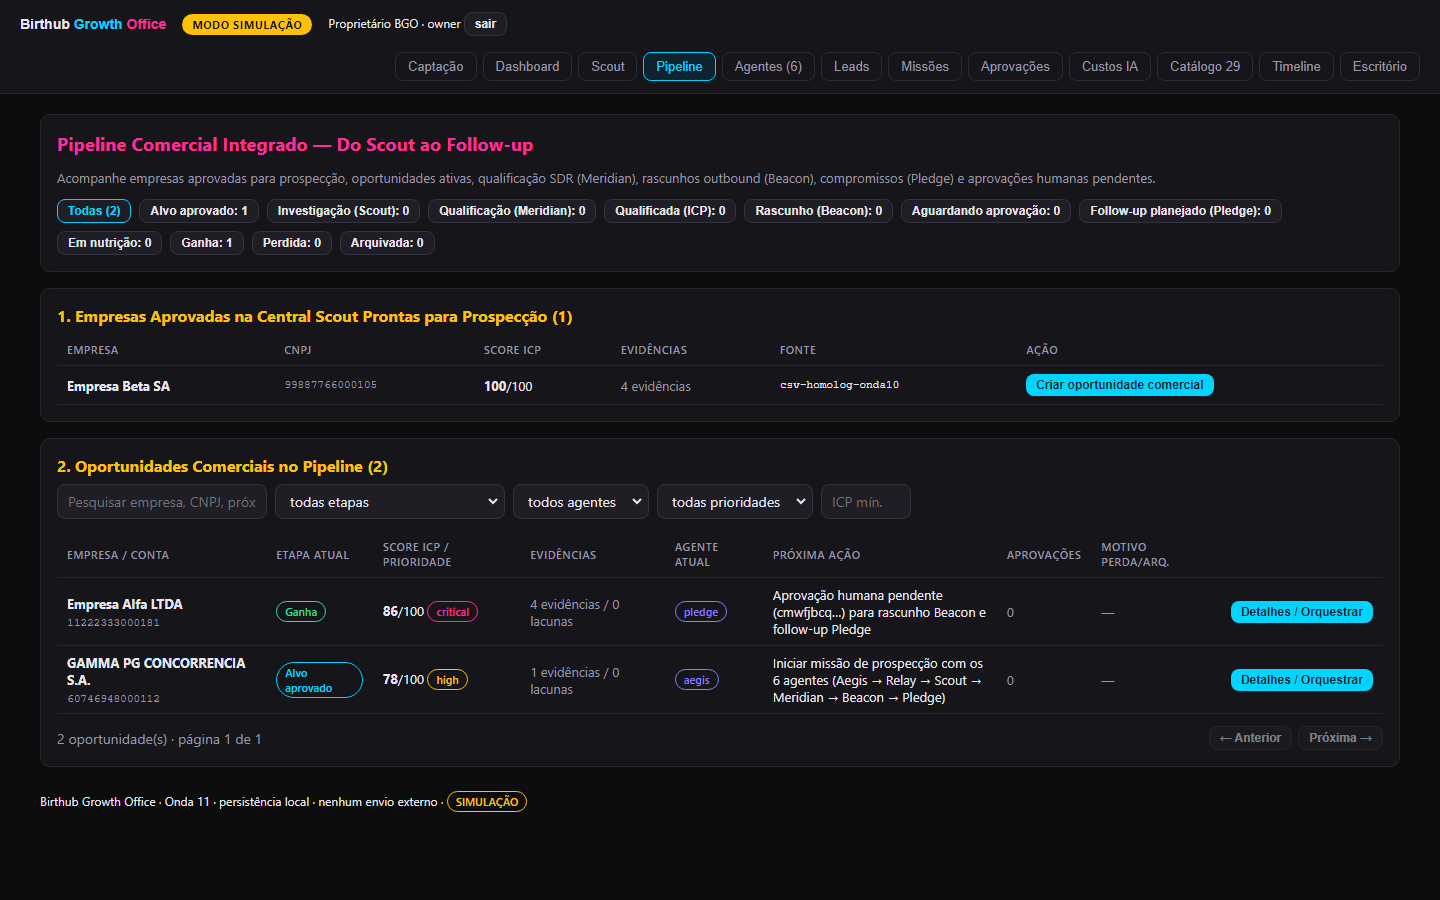 Birthub Growth Office MODO SIMULAÇÃO Proprietário BGO · owner sair
Captação Dashboard Scout Pipeline Agentes (6) Leads Missões Aprovações Custos IA Catálogo 29 Timeline Escritório
Pipeline Comercial Integrado — Do Scout ao Follow-up
Acompanhe empresas aprovadas para prospecção, oportunidades ativas, qualificação SDR (Meridian), rascunhos outbound (Beacon), compromissos (Pledge) e aprovações humanas pendentes.
Todas (2) Alvo aprovado: 1 Investigação (Scout): 0 Qualificação (Meridian): 0 Qualificada (ICP): 0 Rascunho (Beacon): 0 Aguardando aprovação: 0 Follow-up planejado (Pledge): 0
Em nutrição: 0 Ganha: 1 Perdida: 0 Arquivada: 0
1. Empresas Aprovadas na Central Scout Prontas para Prospecção (1)
EMPRESA CNPJ SCORE ICP EVIDÊNCIAS FONTE AÇÃO
Empresa Beta SA 99887766000105 100/100 4 evidências csv-homolog-onda10 Criar oportunidade comercial
2. Oportunidades Comerciais no Pipeline (2)
Pesquisar empresa, CNPJ, próx todas etapas todos agentes todas prioridades ICP mín.
EMPRESA / CONTA ETAPA ATUAL SCORE ICP / PRIORIDADE EVIDÊNCIAS AGENTE ATUAL PRÓXIMA AÇÃO APROVAÇÕES MOTIVO PERDA/ARQ.
Empresa Alfa LTDA
11222333000181
Ganha
86/100 critical
4 evidências / 0
lacunas
pledge
Aprovação humana pendente
(cmwfjbcq...) para rascunho Beacon e
follow-up Pledge
0
—
Detalhes / Orquestrar
GAMMA PG CONCORRENCIA
S.A.
60746948000112
Alvo
aprovado
78/100 high
1 evidências / 0
lacunas
aegis
Iniciar missão de prospecção com os
6 agentes (Aegis → Relay → Scout →
Meridian → Beacon → Pledge)
0
—
Detalhes / Orquestrar
2 oportunidade(s) · página 1 de 1 ← Anterior Próxima →
Birthub Growth Office · Onda 11 · persistência local · nenhum envio externo · SIMULAÇÃO